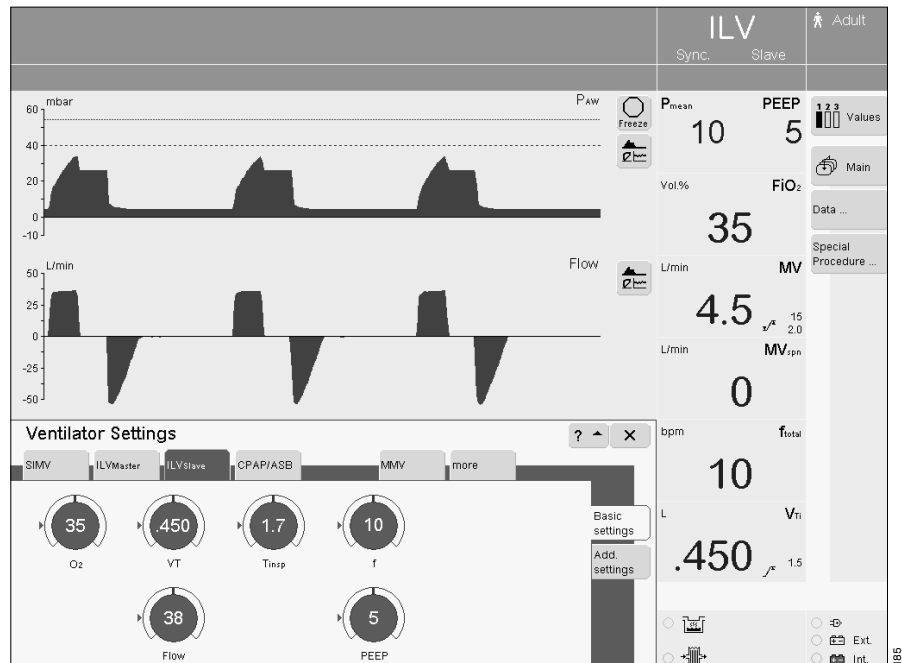 ILV
Sync. Slave
Adult
mbar
PAW
60
40
20
0
-10
Freeze
Pmean PEEP
10 5
1 2 3
Values
Main
Data ...
Special
Procedure ...
Vol.% FiO2
35
L/min
Flow
50
25
0
-25
-50
L/min MV
4.5
15
2.0
L/min MVspn
0
bpm ftotal
10
L VTi
.450
1.5
Ventilator Settings
?
SIMV ILVMaster ILVSlave CPAP/ASB MMV more
35 .450 1.7 10
O2 VT Tinsp f
38 5
Flow PEEP
Basic
settings
Add.
settings
Ext.
Int.